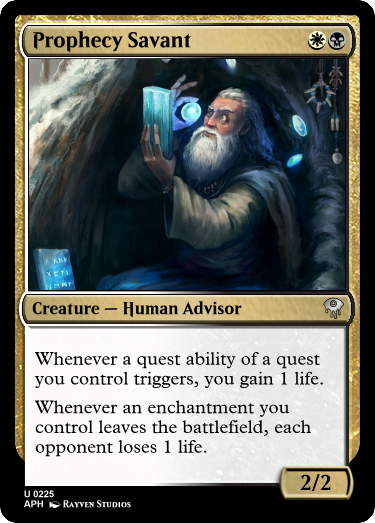 Prophecy Savant
Creature — Human Advisor
Whenever a quest ability of a quest
you control triggers, you gain 1 life.
Whenever an enchantment you
control leaves the battlefield, each
opponent loses 1 life.
2/2
U 0225
APH Rayven Studios